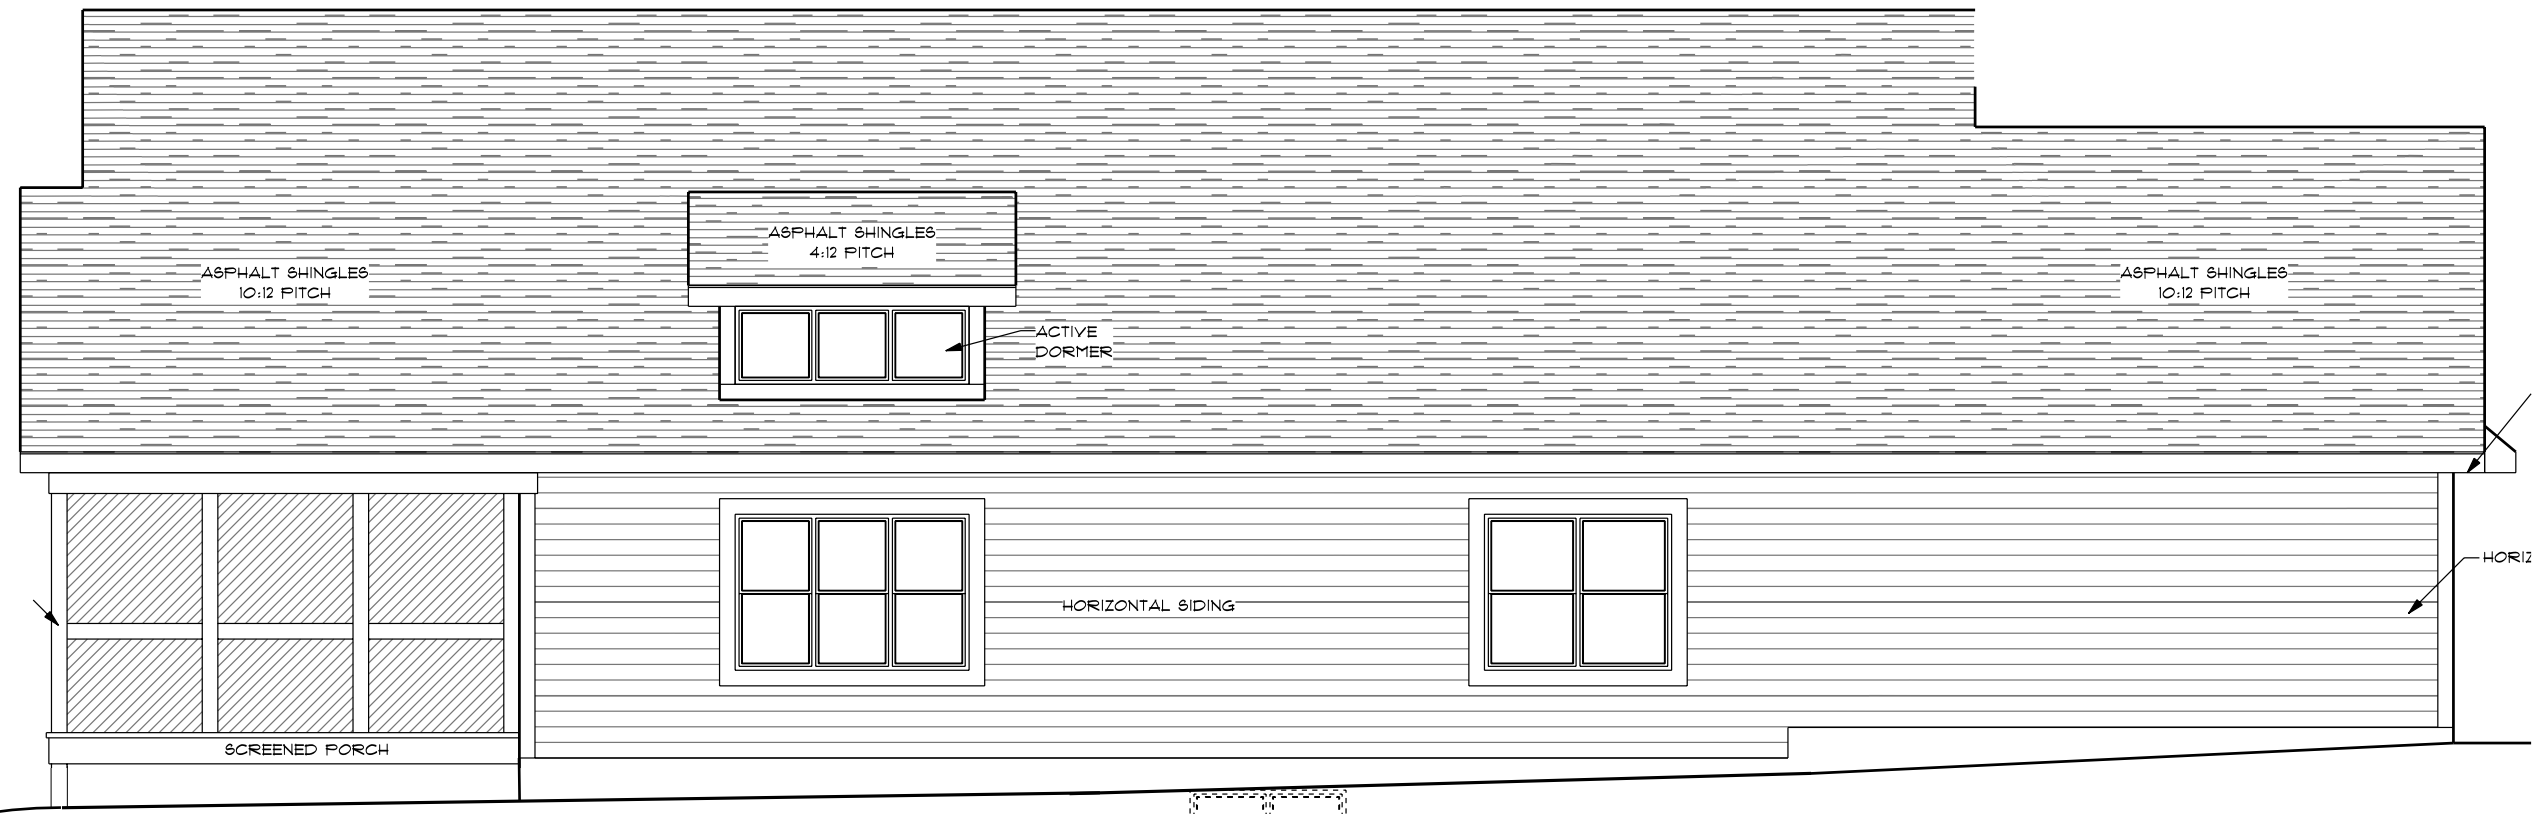 ASPHALT SHINGLES
4:12 PITCH
ASPHALT SHINGLES
10:12 PITCH
ASPHALT SHINGLES
10:12 PITCH
ACTIVE
DORMER
HORIZ
HORIZONTAL SIDING
SCREENED PORCH